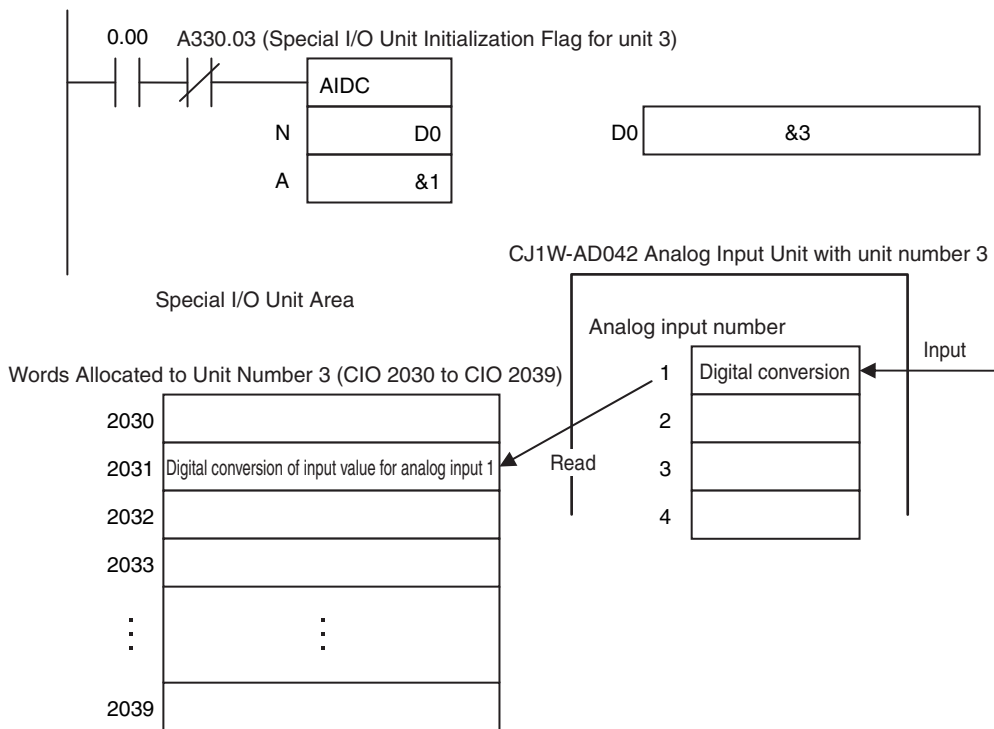 0.00 A330.03 (Special I/O Unit Initialization Flag for unit 3)
AIDC
N D0
A &1
D0 &3
CJ1W-AD042 Analog Input Unit with unit number 3
Special I/O Unit Area
Analog input number
Input
Words Allocated to Unit Number 3 (CIO 2030 to CIO 2039)
1 Digital conversion
2030
2
2031 Digital conversion of input value for analog input 1
Read
3
2032
4
2033
2039